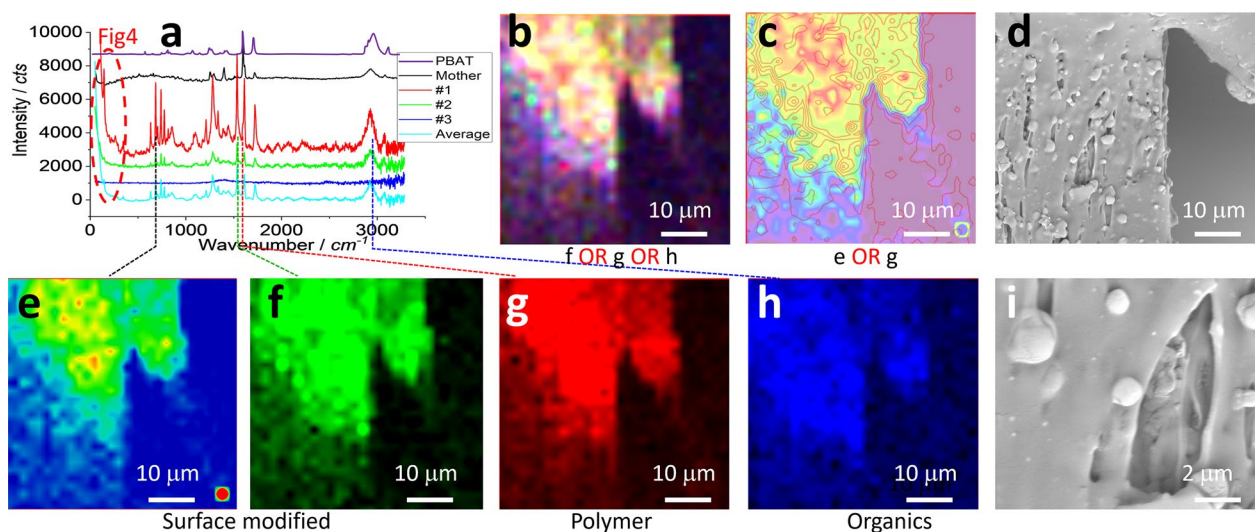 Fig4
a
10000
8000
6000
4000
2000
0
Intensity / cts
PBAT
Mother
#1
#2
#3
Average
0 1000 2000 3000
Wavenumber / cm⁻¹
b
10 μm
f OR g OR h
c
10 μm
e OR g
d
10 μm
e
10 μm
f
10 μm
g
10 μm
h
10 μm
i
2 μm
Surface modified
Polymer
Organics